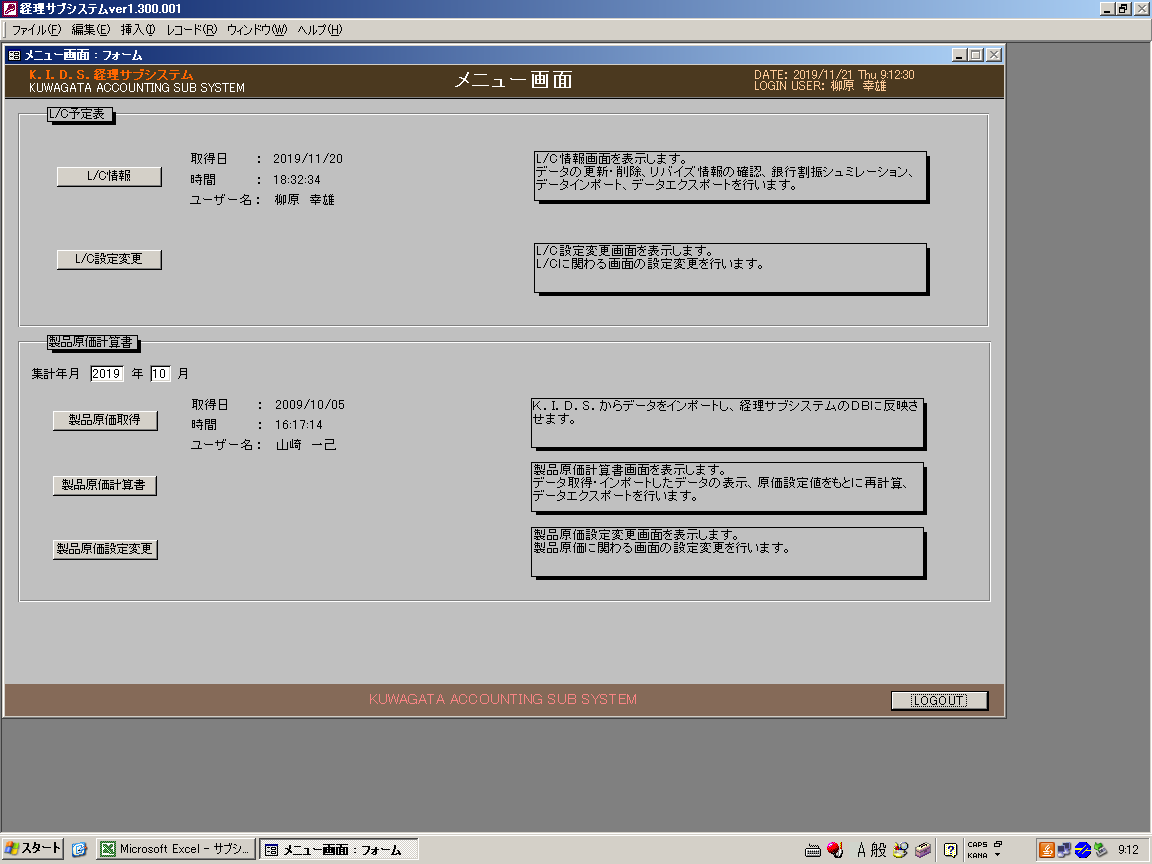 経理サブシステムver1.300.001
ファイル(F) 編集(E) 挿入(I) レコード(R) ウィンドウ(W) ヘルプ(H)
メニュー画面：フォーム
K.I.D.S.経理サブシステム
KUWAGATA ACCOUNTING SUB SYSTEM
メニュー画面
DATE: 2019/11/21 Thu 9:12:30
LOGIN USER: 柳原 幸雄
L/C予定表
L/C情報
取得日 ： 2019/11/20
時間 ： 18:32:34
ユーザー名： 柳原 幸雄
L/C情報画面を表示します。
データの更新・削除、リバイズ情報の確認、銀行割振シュミレーション、
データインポート、データエクスポートを行います。
L/C設定変更
L/C設定変更画面を表示します。
L/Cに関わる画面の設定変更を行います。
製品原価計算書
集計年月 2019 年 10 月
製品原価取得
取得日 ： 2009/10/05
時間 ： 16:17:14
ユーザー名： 山崎 一己
K.I.D.S.からデータをインポートし、経理サブシステムのDBに反映さ
せます。
製品原価計算書
製品原価計算書画面を表示します。
データ取得・インポートしたデータの表示、原価設定値をもとに再計算、
データエクスポートを行います。
製品原価設定変更
製品原価設定変更画面を表示します。
製品原価に関わる画面の設定変更を行います。
KUWAGATA ACCOUNTING SUB SYSTEM
LOGOUT
スタート
Microsoft Excel - サブシ...
メニュー画面：フォーム
A 般
CAPS
KANA
9:12